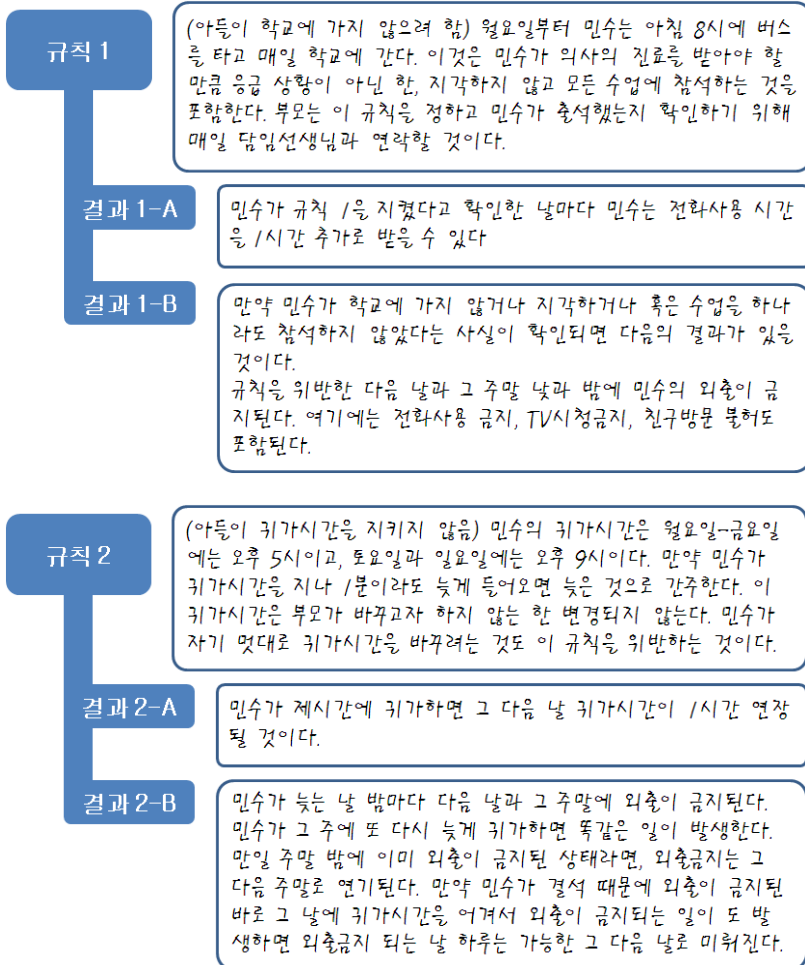 규칙 1
(아들이 학교에 가지 않으려 함) 월요일부터 민수는 아침 8시에 버스
를 타고 매일 학교에 간다. 이것은 민수가 의사의 진료를 받아야 할
만큼 응급 상황이 아닌 한, 지각하지 않고 모든 수업에 참석하는 것을
포함한다. 부모는 이 규칙을 정하고 민수가 출석했는지 확인하기 위해
매일 담임선생님과 연락할 것이다.
결과 1-A
민수가 규칙 1을 지켰다고 확인한 날마다 민수는 전화사용 시간
을 1시간 추가로 받을 수 있다
결과 1-B
만약 민수가 학교에 가지 않거나 지각하거나 혹은 수업을 하나
라도 참석하지 않았다는 사실이 확인되면 다음의 결과가 있을
것이다.
규칙을 위반한 다음 날과 그 주말 낮과 밤에 민수의 외출이 금
지된다. 여기에는 전화사용 금지, TV시청금지, 친구방문 불허도
포함된다.
규칙 2
(아들이 귀가시간을 지키지 않음) 민수의 귀가시간은 월요일-금요일
에는 오후 5시이고, 토요일과 일요일에는 오후 9시이다. 만약 민수가
귀가시간을 지나 1분이라도 늦게 들어오면 늦은 것으로 간주한다. 이
귀가시간은 부모가 바꾸고자 하지 않는 한 변경되지 않는다. 민수가
자기 멋대로 귀가시간을 바꾸려는 것도 이 규칙을 위반하는 것이다.
결과 2-A
민수가 제시간에 귀가하면 그 다음 날 귀가시간이 1시간 연장
될 것이다.
결과 2-B
민수가 늦는 날 밤마다 다음 날과 그 주말에 외출이 금지된다.
민수가 그 주에 또 다시 늦게 귀가하면 똑같은 일이 발생한다.
만일 주말 밤에 이미 외출이 금지된 상태라면, 외출금지는 그
다음 주말로 연기된다. 만약 민수가 결석 때문에 외출이 금지된
바로 그 날에 귀가시간을 어겨서 외출이 금지되는 일이 또 발
생하면 외출금지 되는 날 하루는 가능한 그 다음 날로 미뤄진다.